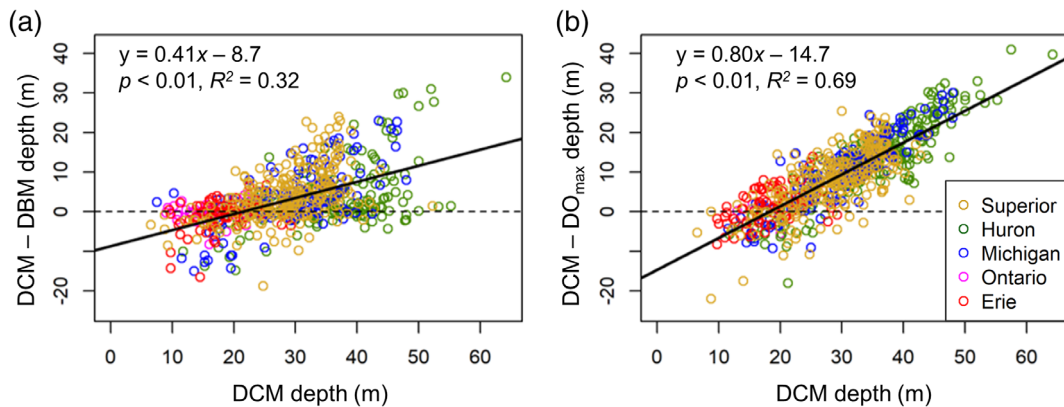 (a)
y = 0.41x – 8.7
p < 0.01, R² = 0.32
DCM – DBM depth (m)
40
30
20
10
0
-20
0 10 20 30 40 50 60
DCM depth (m)
(b)
y = 0.80x – 14.7
p < 0.01, R² = 0.69
DCM – DOmax depth (m)
40
30
20
10
0
-20
0 10 20 30 40 50 60
DCM depth (m)
Superior
Huron
Michigan
Ontario
Erie